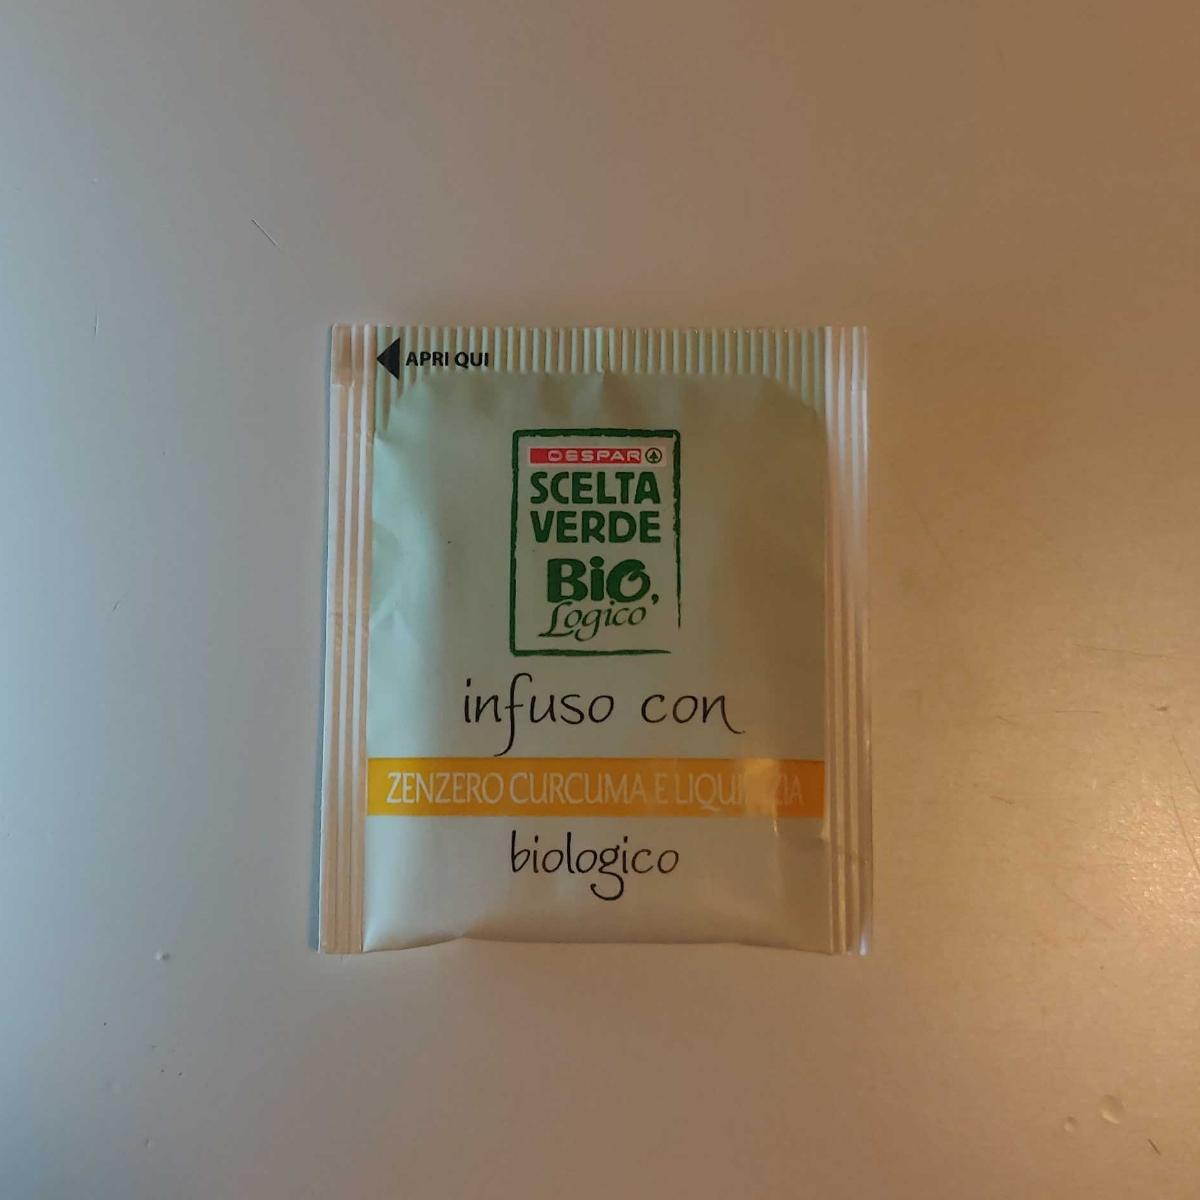 APRI QUI
DESPAR
SCELTA
VERDE
BiO,
Logico
infuso con
ZENZERO CURCUMA E LIQUIRIZIA
biologico